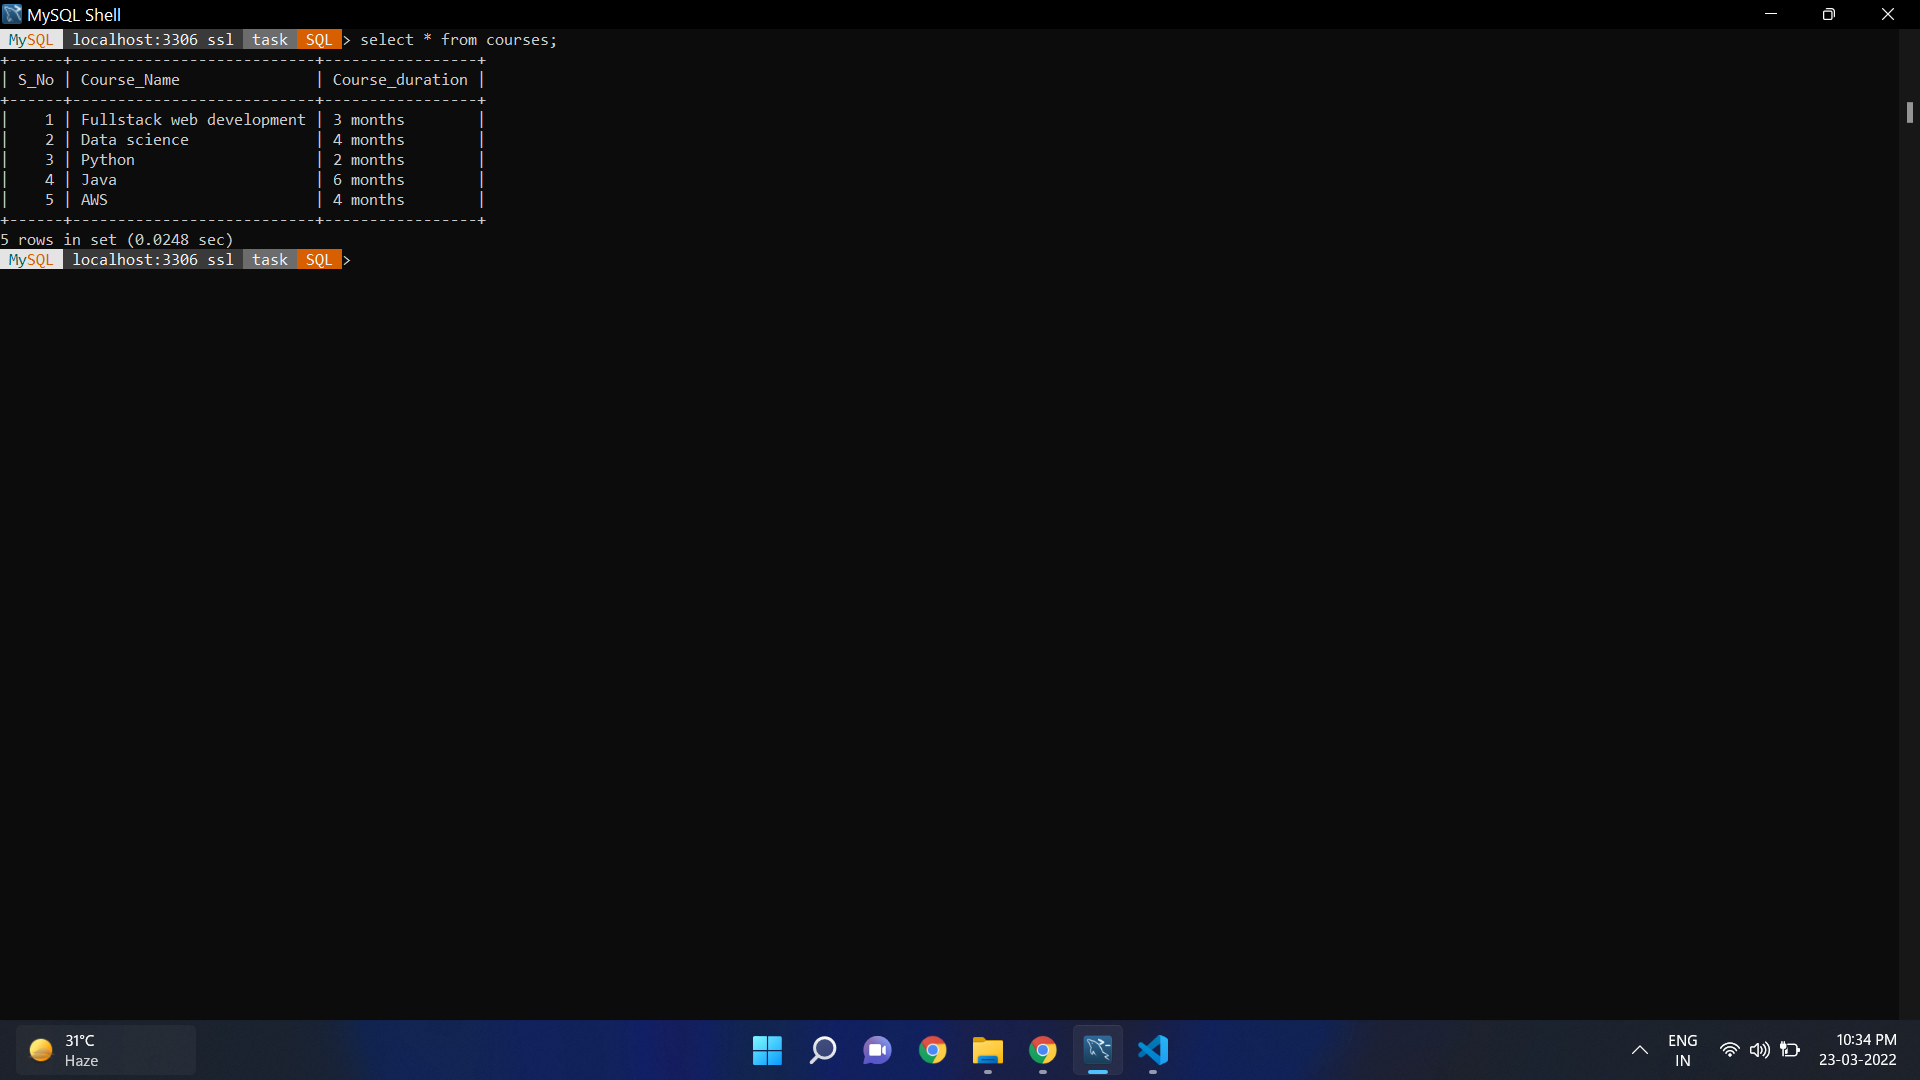 MySQL Shell
MySQL localhost:3306 ssl task SQL > select * from courses;
+------+---------------------------+-----------------+
| S_No | Course_Name               | Course_duration |
+------+---------------------------+-----------------+
|    1 | Fullstack web development | 3 months        |
|    2 | Data science              | 4 months        |
|    3 | Python                    | 2 months        |
|    4 | Java                      | 6 months        |
|    5 | AWS                       | 4 months        |
+------+---------------------------+-----------------+
5 rows in set (0.0248 sec)
MySQL localhost:3306 ssl task SQL >
31°C
Haze
ENG
IN
10:34 PM
23-03-2022